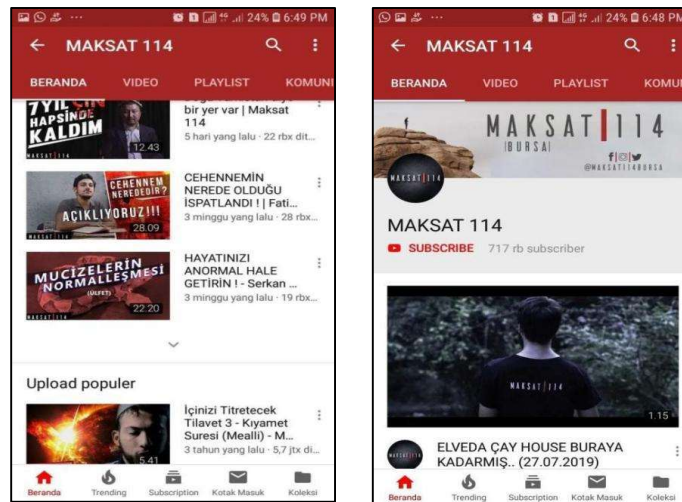 24% 6:49 PM
MAKSAT 114
BERANDA VIDEO PLAYLIST KOMUNI
7 YIL ÇİN
HAPSİNDE
KALDIM
12.43
bir yer var | Maksat
114
5 hari yang lalu · 22 rbx dit...
CEHENNEM
NEREDEDİR?
AÇIKLIYORUZ!!!
28.09
CEHENNEMİN
NEREDE OLDUĞU
İSPATLANDI ! | Fati...
3 minggu yang lalu · 28 rbx...
MUCİZELERİN
NORMALLEŞMESİ
(ÜLFET)
22.20
HAYATINIZI
ANORMAL HALE
GETİRİN ! - Serkan ...
3 minggu yang lalu · 19 rbx...
Upload populer
5.41
İçinizi Titretecek
Tilavet 3 - Kıyamet
Suresi (Mealli) - M...
3 tahun yang lalu · 5,7 jtx di...
Beranda Trending Subscription Kotak Masuk Koleksi
24% 6:48 PM
MAKSAT 114
BERANDA VIDEO PLAYLIST KOMUN
MAKSAT 114
|BURSA|
@MAKSAT114BURSA
MAKSAT|114
MAKSAT 114
SUBSCRIBE 717 rb subscriber
MAKSAT|114
1.15
ELVEDA ÇAY HOUSE BURAYA
KADARMIŞ.. (27.07.2019)
Beranda Trending Subscription Kotak Masuk Koleksi